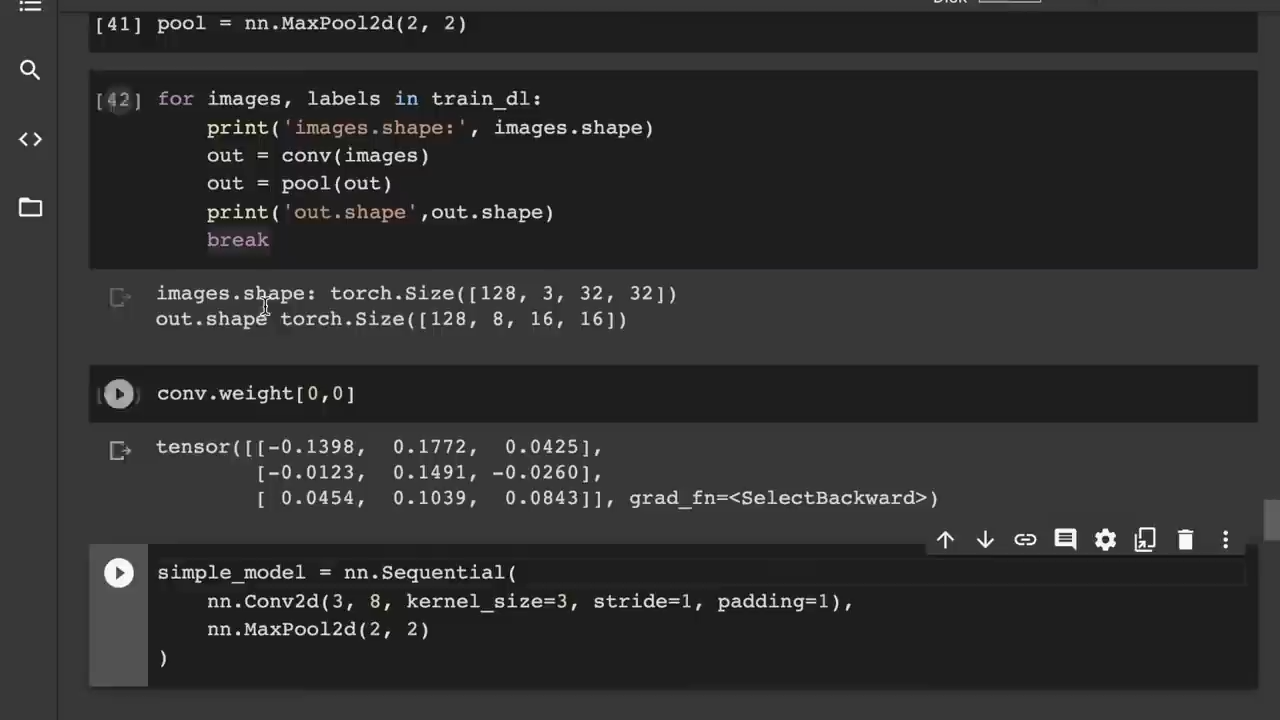 Disk
[41] pool = nn.MaxPool2d(2, 2)
[42] for images, labels in train_dl:
print('images.shape:', images.shape)
out = conv(images)
out = pool(out)
print('out.shape',out.shape)
break
images.shape: torch.Size([128, 3, 32, 32])
out.shape torch.Size([128, 8, 16, 16])
conv.weight[0,0]
tensor([[-0.1398, 0.1772, 0.0425],
[-0.0123, 0.1491, -0.0260],
[ 0.0454, 0.1039, 0.0843]], grad_fn=<SelectBackward>)
simple_model = nn.Sequential(
nn.Conv2d(3, 8, kernel_size=3, stride=1, padding=1),
nn.MaxPool2d(2, 2)
)